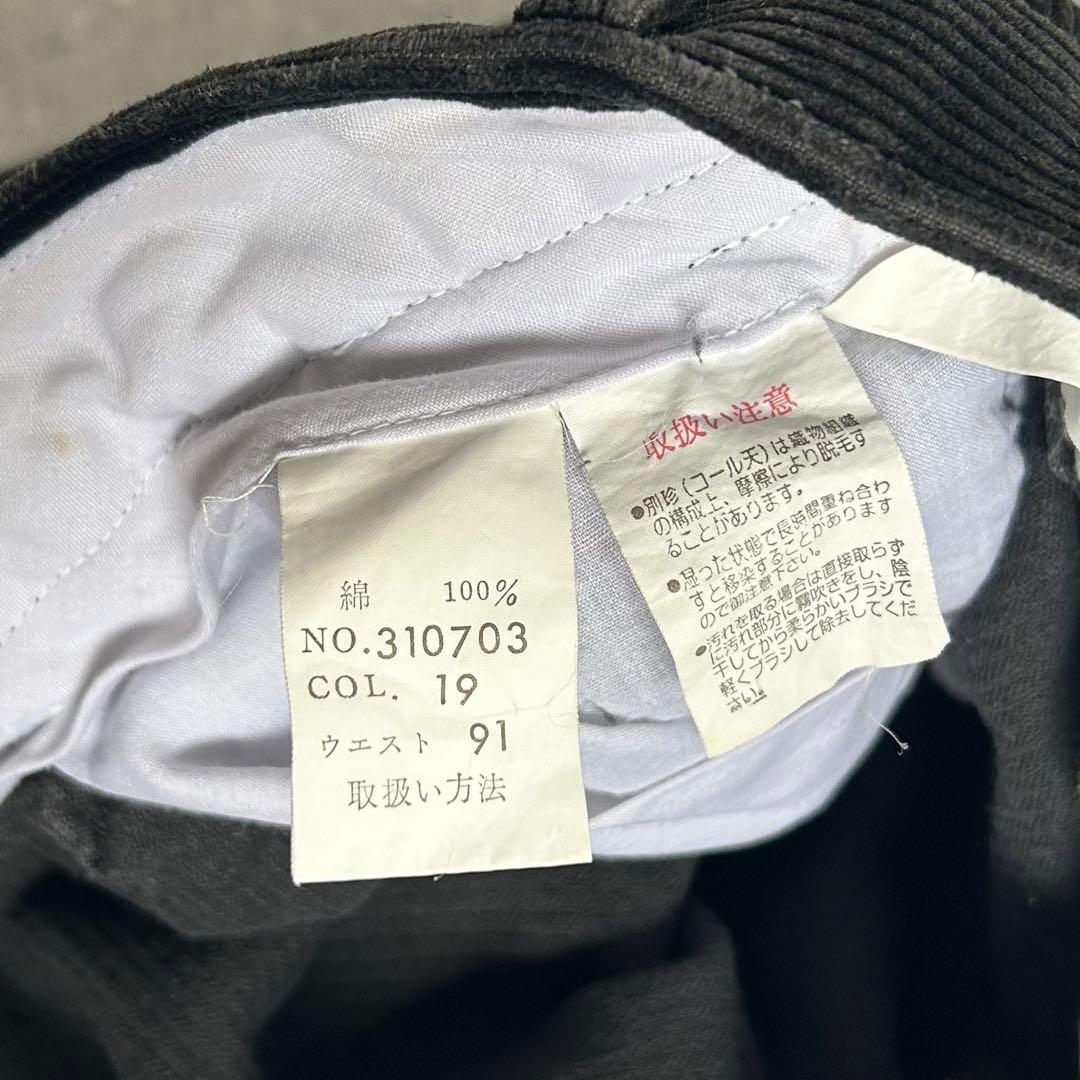 綿 100%
NO.310703
COL. 19
ウエスト 91
取扱い方法
取扱い注意
●別珍(コール天)は織物組織
の構成上、摩察により脱毛す
ることがあります。
●湿った状態で長時間重ね合わ
すと移染することがあります
ので御注意下さい。
●汚れを取る場合は直接取らず
に汚れ部分に霧吹きをし、陰
干してから柔らかいブラシで
軽くブラシして除去してくだ
さい。